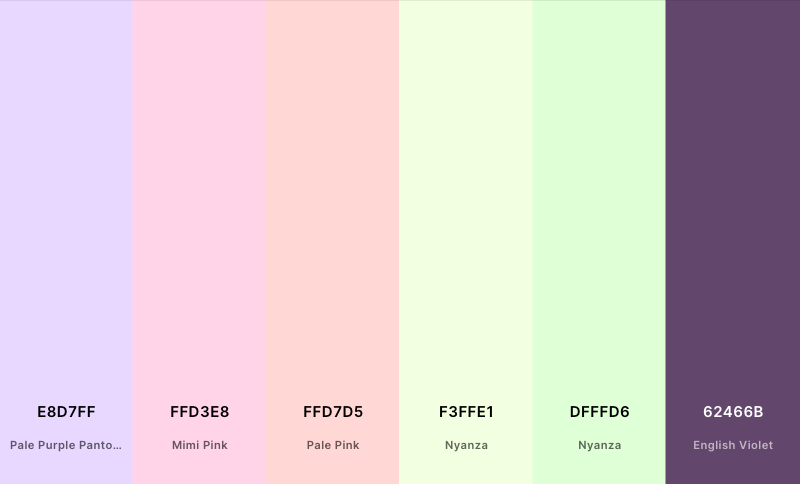 E8D7FF FFD3E8 FFD7D5 F3FFE1 DFFFD6 62466B
Pale Purple Panto... Mimi Pink Pale Pink Nyanza Nyanza English Violet